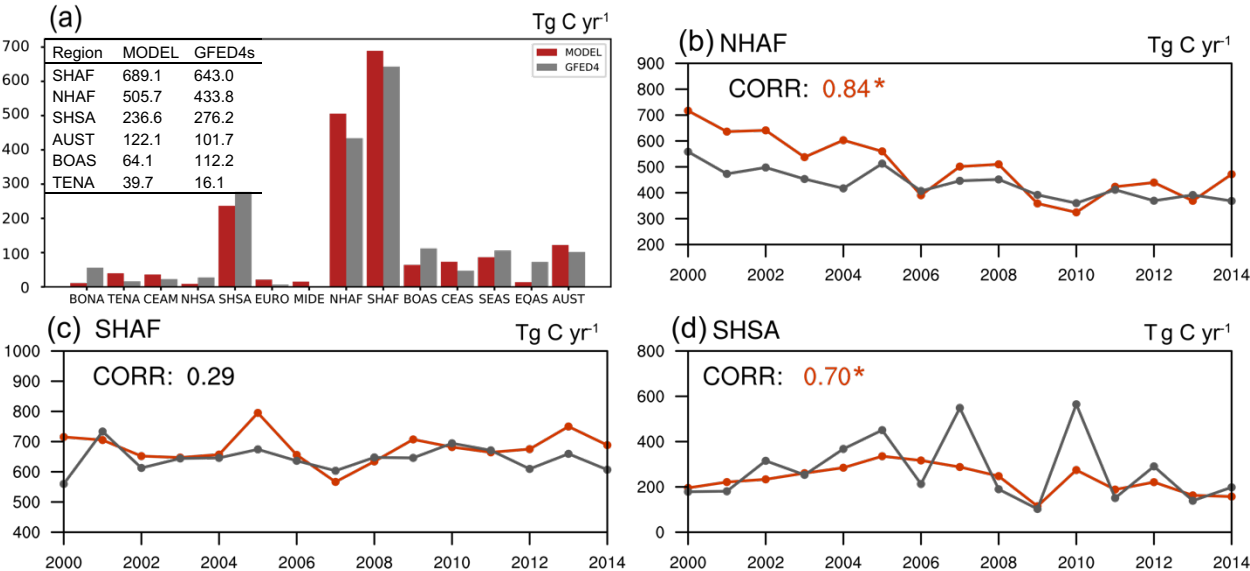 (a)
Tg C yr-1
700
600
500
400
300
200
100
0
Region MODEL GFED4s
SHAF 689.1 643.0
NHAF 505.7 433.8
SHSA 236.6 276.2
AUST 122.1 101.7
BOAS 64.1 112.2
TENA 39.7 16.1
MODEL
GFED4
BONA TENA CEAM NHSA SHSA EURO MIDE NHAF SHAF BOAS CEAS SEAS EQAS AUST
(b) NHAF Tg C yr-1
CORR: 0.84*
900
800
700
600
500
400
300
200
2000 2002 2004 2006 2008 2010 2012 2014
(c) SHAF Tg C yr-1
CORR: 0.29
1000
900
800
700
600
500
400
2000 2002 2004 2006 2008 2010 2012 2014
(d) SHSA Tg C yr-1
CORR: 0.70*
800
600
400
200
0
2000 2002 2004 2006 2008 2010 2012 2014